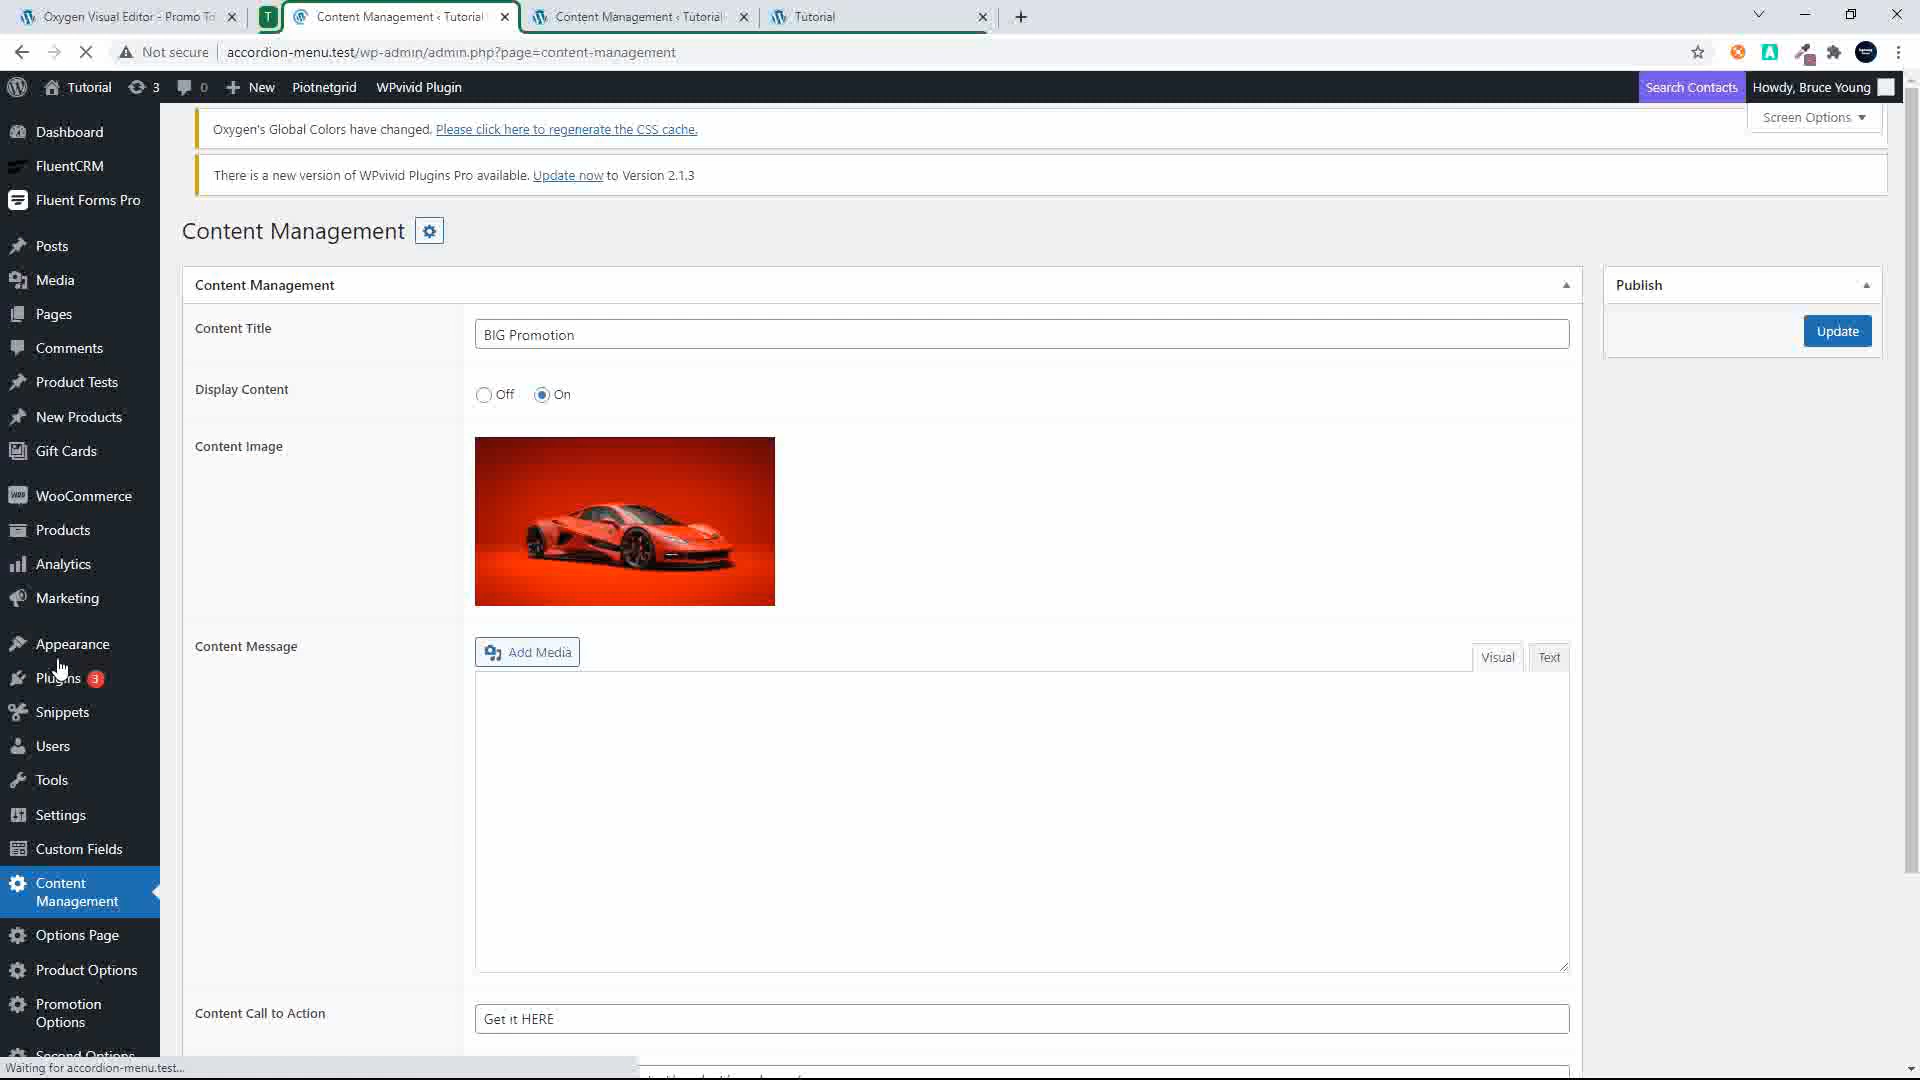 Oxygen Visual Editor - Promo To
T
Content Management ‹ Tutorial
Content Management ‹ Tutorial
Tutorial
Not secure
accordion-menu.test/wp-admin/admin.php?page=content-management
Tutorial
3
0
New
Piotnetgrid
WPvivid Plugin
Search Contacts
Howdy, Bruce Young
Dashboard
FluentCRM
Fluent Forms Pro
Posts
Media
Pages
Comments
Product Tests
New Products
Gift Cards
WooCommerce
Products
Analytics
Marketing
Appearance
Plugins 3
Snippets
Users
Tools
Settings
Custom Fields
Content
Management
Options Page
Product Options
Promotion
Options
Second Options
Waiting for accordion-menu.test...
Oxygen's Global Colors have changed. Please click here to regenerate the CSS cache.
Screen Options
There is a new version of WPvivid Plugins Pro available. Update now to Version 2.1.3
Content Management
Content Management
Content Title
BIG Promotion
Display Content
Off
On
Content Image
Content Message
Add Media
Visual
Text
Content Call to Action
Get it HERE
Publish
Update